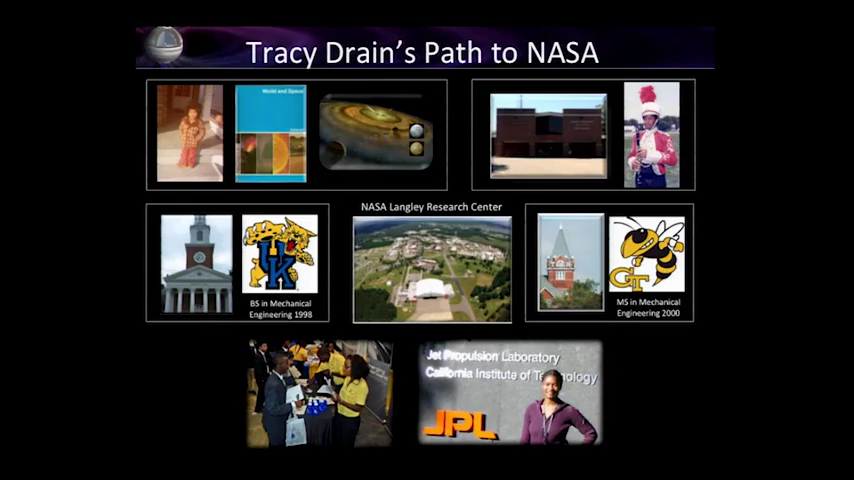 Tracy Drain's Path to NASA
World and Space
NASA Langley Research Center
UK
BS in Mechanical
Engineering 1998
GT
MS in Mechanical
Engineering 2000
Jet Propulsion Laboratory
California Institute of Technology
JPL